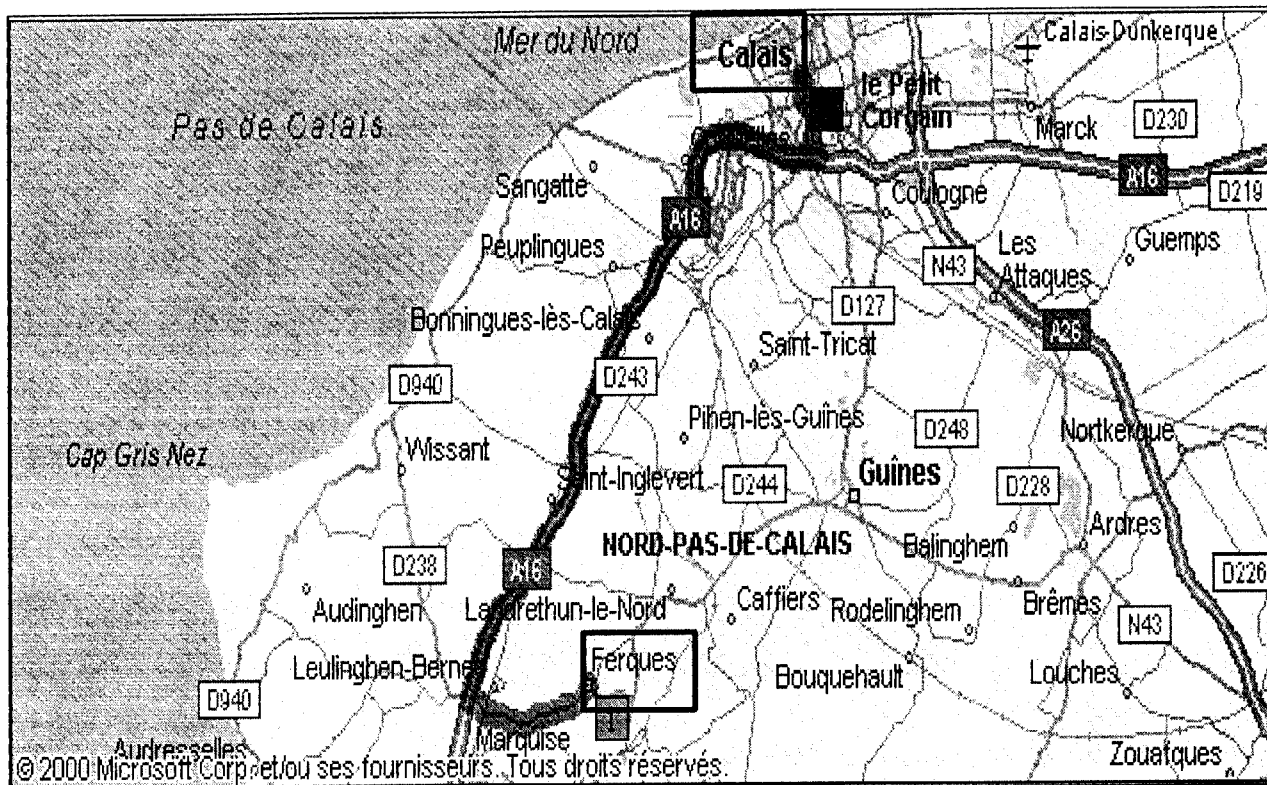 Mer du Nord
Calais
Calais-Dunkerque
le Petit
Corgain
Pas de Calais
Marck
D230
Sangatte
A16
A16
Coulogne
D219
Peuplingues
N43
Les
Attaques
Guemps
D127
Bonningues-lès-Calais
Saint-Tricat
A26
D940
D243
Pihen-lès-Guînes
D248
Nortkerque
Cap Gris Nez
Wissant
Saint-Inglevert
D244
Guînes
D228
NORD-PAS-DE-CALAIS
Ardres
Balinghem
D238
A16
D226
Audinghen
Landrethun-le-Nord
Caffiers
Rodelinghem
Brêmes
N43
Leulinghen-Bernes
Ferques
Bouquehault
Louches
D940
1
Marquise
Audresselles
Zouafques
© 2000 Microsoft Corp. et/ou ses fournisseurs. Tous droits réservés.